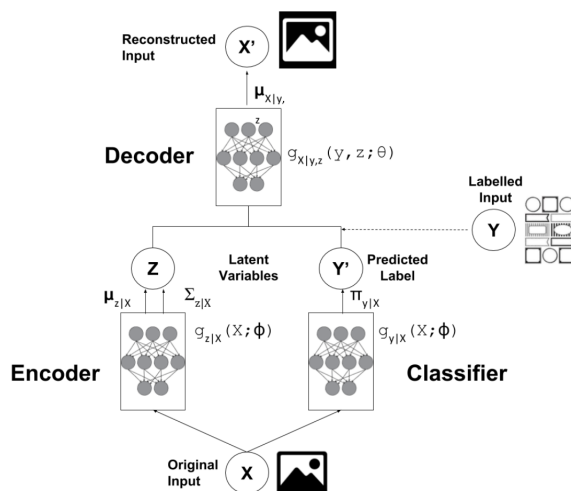 Reconstructed
Input
X'
μX|y,
z
Decoder
gX|y,z(y,z;θ)
Labelled
Input
Y
Z
Latent
Variables
Y'
Predicted
Label
μz|X
Σz|X
πy|X
gz|X(X;ϕ)
gy|X(X;ϕ)
Encoder
Classifier
Original
Input
X